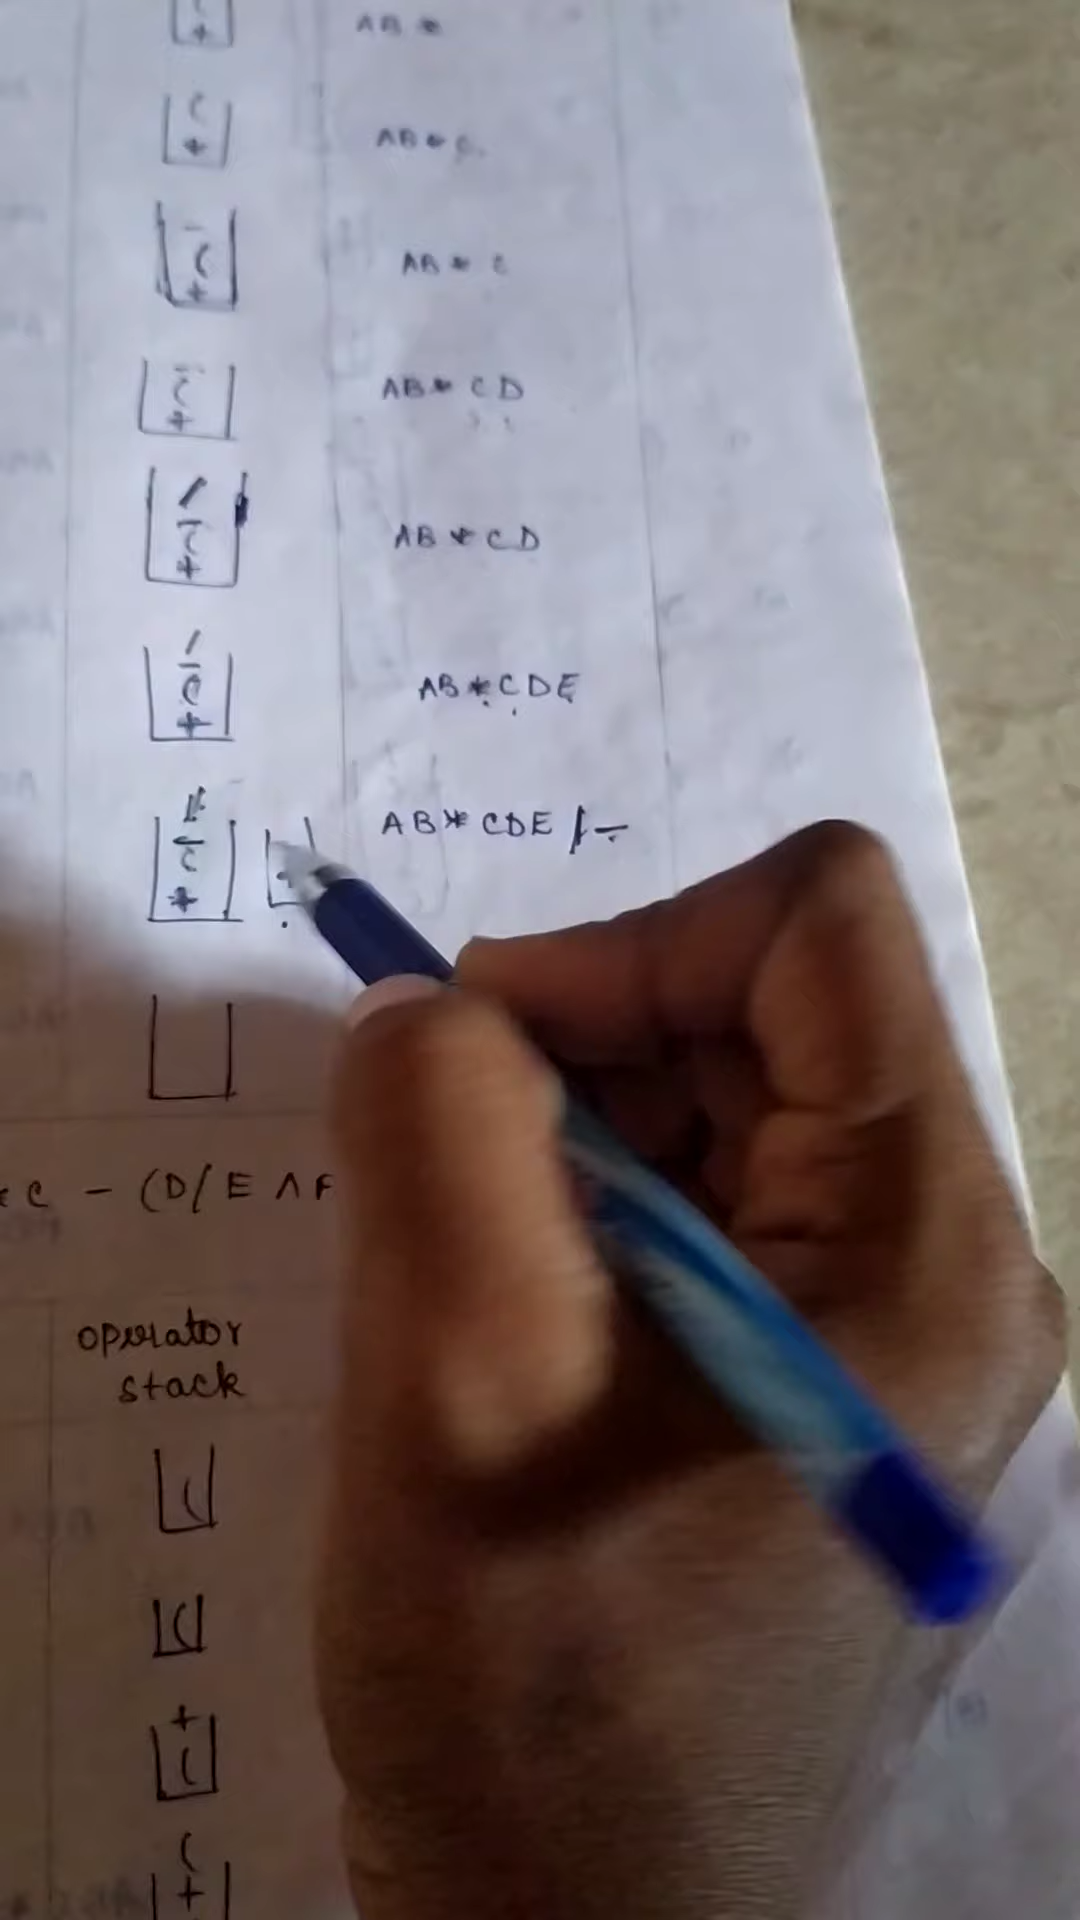 ( + AB *
( + AB * C
- ( + AB * C
- ( + AB * CD
/ - ( + AB * CD
/ - ( + AB * CDE
/ - ( + AB * CDE / -
C - (D/E ∧ F
operator
stack
(
(
+ (
( +